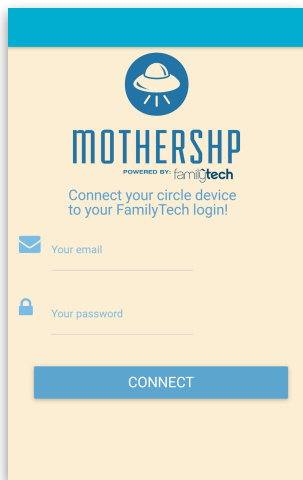 MOTHERSHP
POWERED BY: familytech
Connect your circle device
to your FamilyTech login!
Your email
Your password
CONNECT